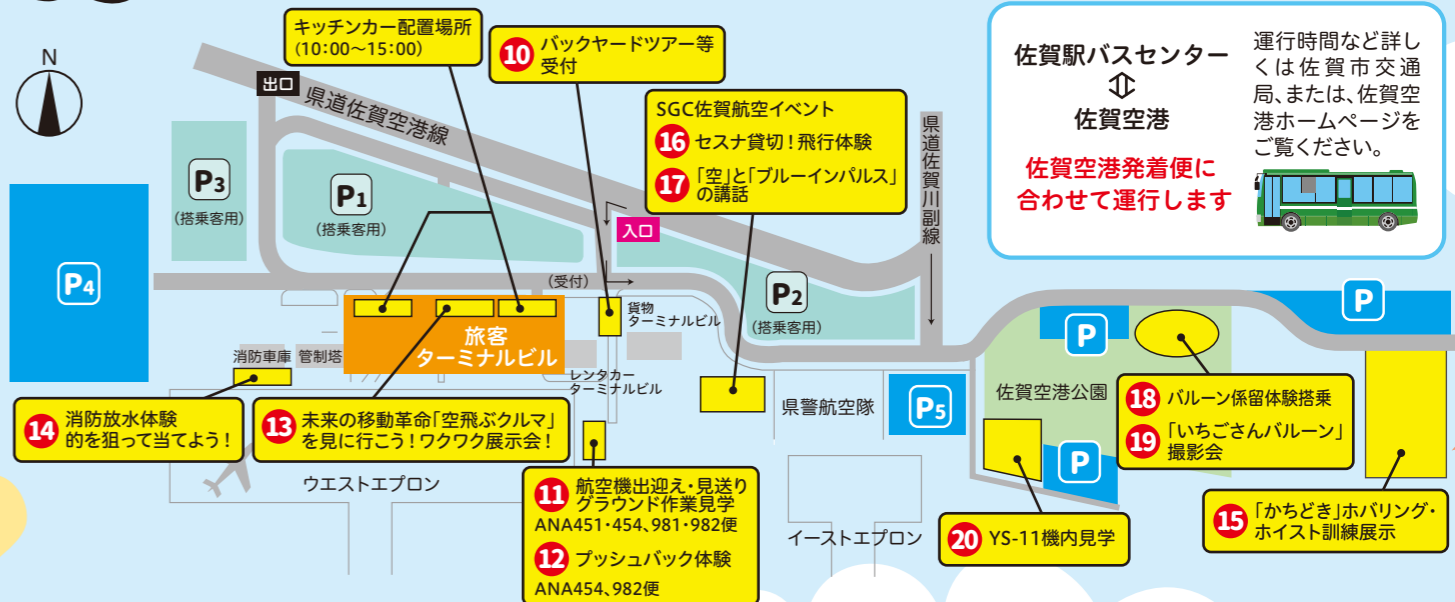 N
出口
県道佐賀空港線
キッチンカー配置場所
(10:00～15:00)
10 バックヤードツアー等
受付
SGC佐賀航空イベント
16 セスナ貸切！飛行体験
17 「空」と「ブルーインパルス」
の講話
県道佐賀川副線
佐賀駅バスセンター
⇕
佐賀空港
佐賀空港発着便に
合わせて運行します
運行時間など詳し
くは佐賀市交通
局、または、佐賀空
港ホームページを
ご覧ください。
P3
(搭乗客用)
P1
(搭乗客用)
入口
P4
(受付)
P2
(搭乗客用)
P
P
貨物
ターミナルビル
旅客
ターミナルビル
消防車庫
管制塔
レンタカー
ターミナルビル
県警航空隊
P5
佐賀空港公園
P
14 消防放水体験
的を狙って当てよう！
13 未来の移動革命「空飛ぶクルマ」
を見に行こう！ワクワク展示会！
18 バルーン係留体験搭乗
19 「いちごさんバルーン」
撮影会
ウエストエプロン
11 航空機出迎え・見送り
グラウンド作業見学
ANA451・454、981・982便
12 プッシュバック体験
ANA454、982便
イーストエプロン
20 YS-11機内見学
15 「かちどき」ホバリング・
ホイスト訓練展示